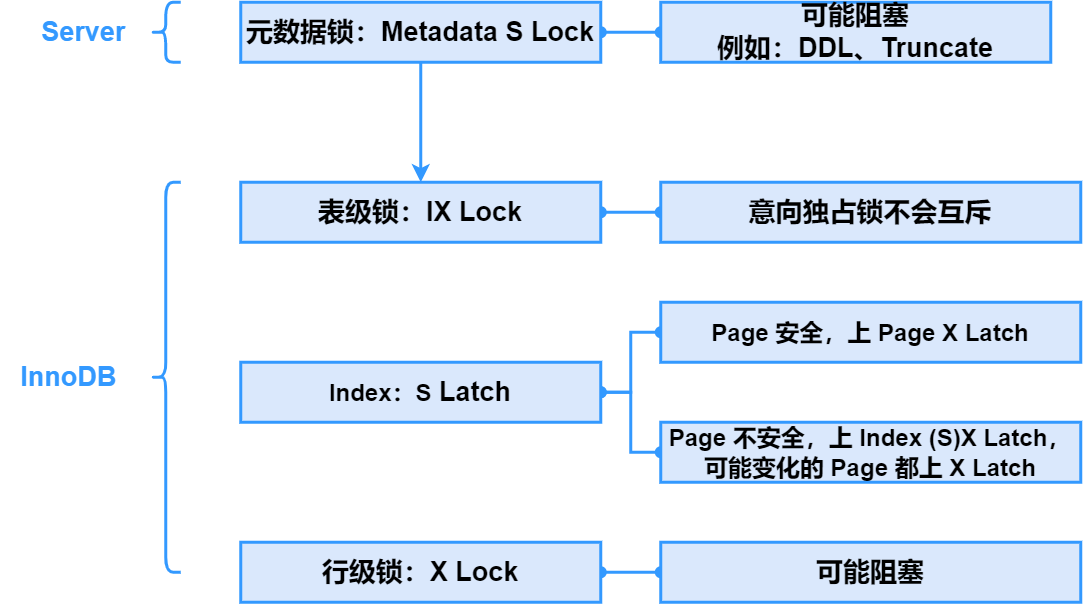 Server
元数据锁：Metadata S Lock
可能阻塞
例如：DDL、Truncate
InnoDB
表级锁：IX Lock
意向独占锁不会互斥
Index：S Latch
Page 安全，上 Page X Latch
Page 不安全，上 Index (S)X Latch，
可能变化的 Page 都上 X Latch
行级锁：X Lock
可能阻塞